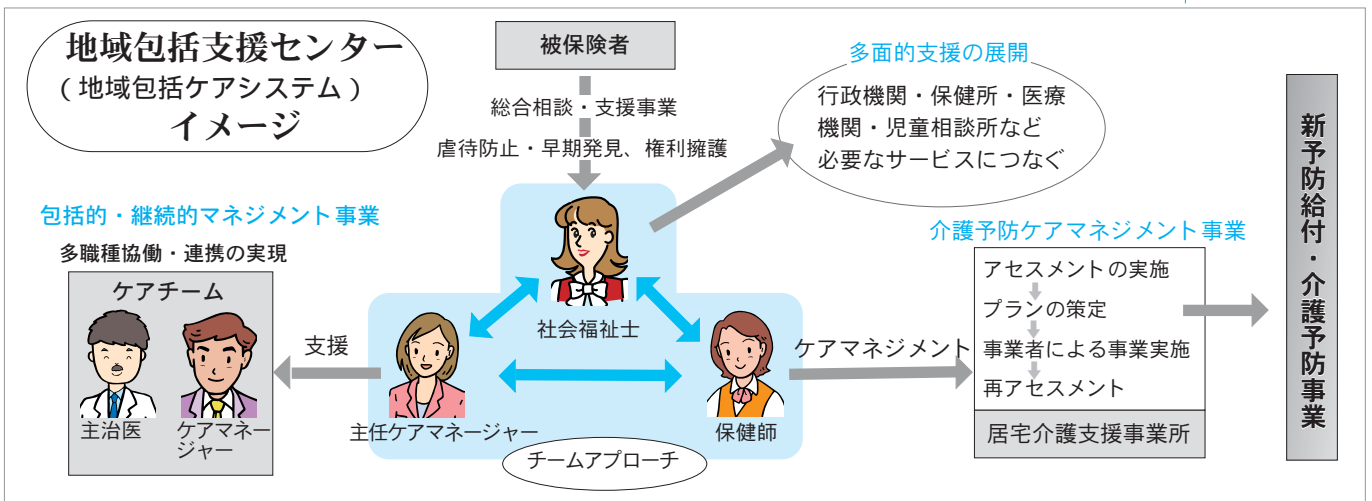 地域包括支援センター
(地域包括ケアシステム)
イメージ
被保険者
総合相談・支援事業
虐待防止・早期発見、権利擁護
多面的支援の展開
行政機関・保健所・医療
機関・児童相談所など
必要なサービスにつなぐ
包括的・継続的マネジメント事業
多職種協働・連携の実現
ケアチーム
主治医
ケアマネー
ジャー
支援
社会福祉士
主任ケアマネージャー
保健師
チームアプローチ
ケアマネジメント
介護予防ケアマネジメント事業
アセスメントの実施
プランの策定
事業者による事業実施
再アセスメント
居宅介護支援事業所
新予防給付・介護予防事業